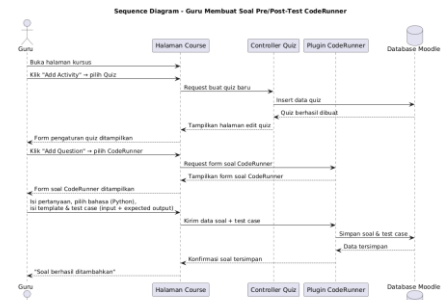 Sequence Diagram - Guru Membuat Soal Pre/Post-Test CodeRunner
Guru
Halaman Course
Controller Quiz
Plugin CodeRunner
Database Moodle
Buka halaman kursus
Klik "Add Activity" → pilih Quiz
Request buat quiz baru
Insert data quiz
Quiz berhasil dibuat
Tampilkan halaman edit quiz
Form pengaturan quiz ditampilkan
Klik "Add Question" → pilih CodeRunner
Request form soal CodeRunner
Tampilkan form soal CodeRunner
Form soal CodeRunner ditampilkan
Isi pertanyaan, pilih bahasa (Python),
isi template & test case (input + expected output)
Kirim data soal + test case
Simpan soal & test case
Data tersimpan
Konfirmasi soal tersimpan
"Soal berhasil ditambahkan"
Guru
Halaman Course
Controller Quiz
Plugin CodeRunner
Database Moodle